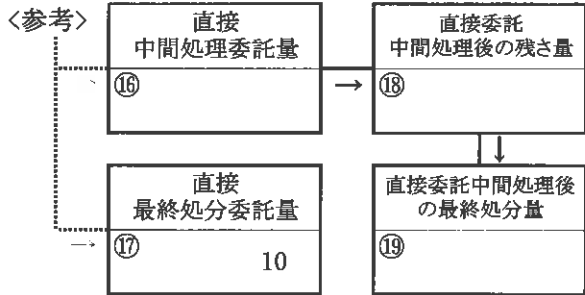 〈参考〉
直接
中間処理委託量
⑯
→
直接委託
中間処理後の残さ量
⑱
↓
直接
最終処分委託量
→
⑰
10
直接委託中間処理後
の最終処分量
⑲